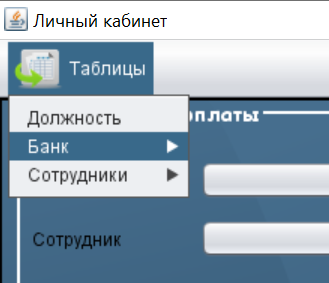 Личный кабинет
Таблицы
Должность
оплаты
Банк
Сотрудники
Сотрудник